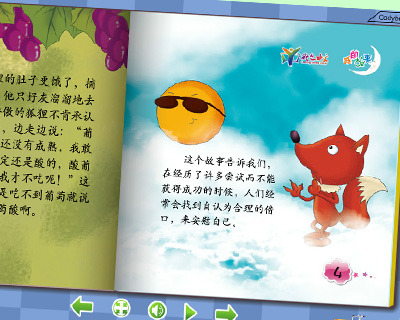 的肚子更饿了，摘
他只好灰溜溜地去
做的狐狸不肯承认
，边走边说：“葡
还没有成熟，我敢
定还是酸的，酸葡
我才不吃呢！”这
是吃不到葡萄就说
萄酸啊。
这个故事告诉我们，
在经历了许多尝试而不能
获得成功的时候，人们经
常会找到自认为合理的借
口，来安慰自己。
4